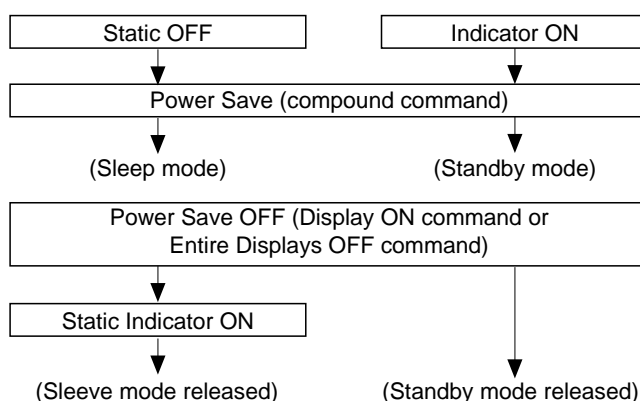 Static OFF
Indicator ON
Power Save (compound command)
(Sleep mode)
(Standby mode)
Power Save OFF (Display ON command or
Entire Displays OFF command)
Static Indicator ON
(Sleeve mode released)
(Standby mode released)